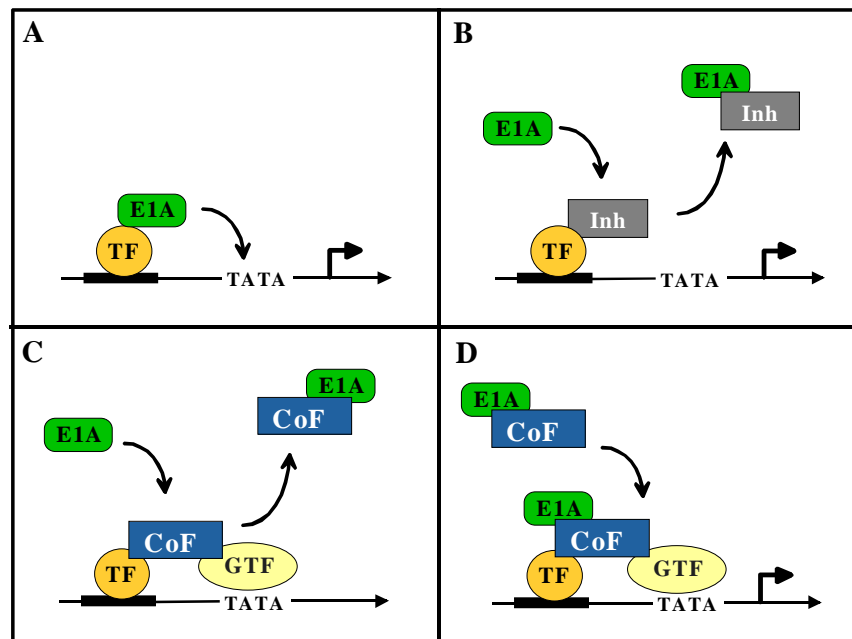 A
E1A
TF
TATA
B
E1A
Inh
E1A
Inh
TF
TATA
C
E1A
CoF
E1A
CoF
TF
GTF
TATA
D
E1A
CoF
E1A
CoF
TF
GTF
TATA